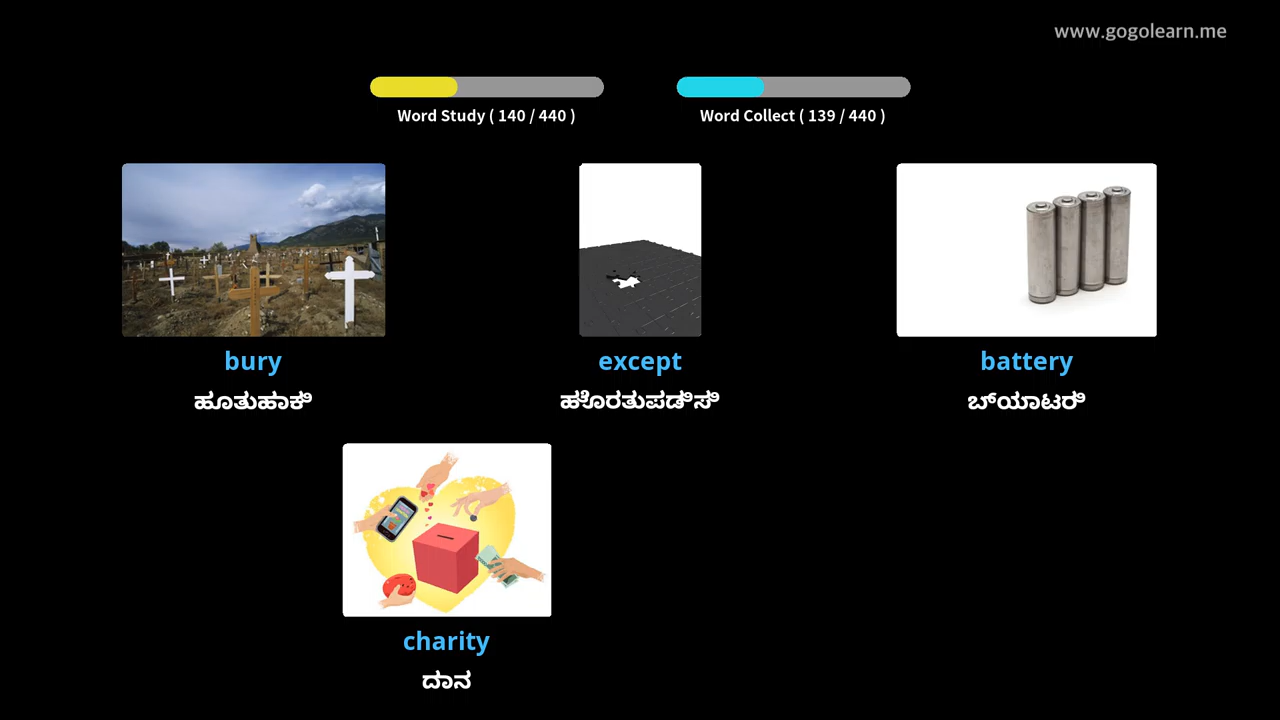 www.gogolearn.me
Word Study ( 140 / 440 )
Word Collect ( 139 / 440 )
bury
except
battery
ಹೂತುಹಾಕಿ
ಹೊರತುಪಡಿಸಿ
ಬ್ಯಾಟರಿ
charity
ದಾನ